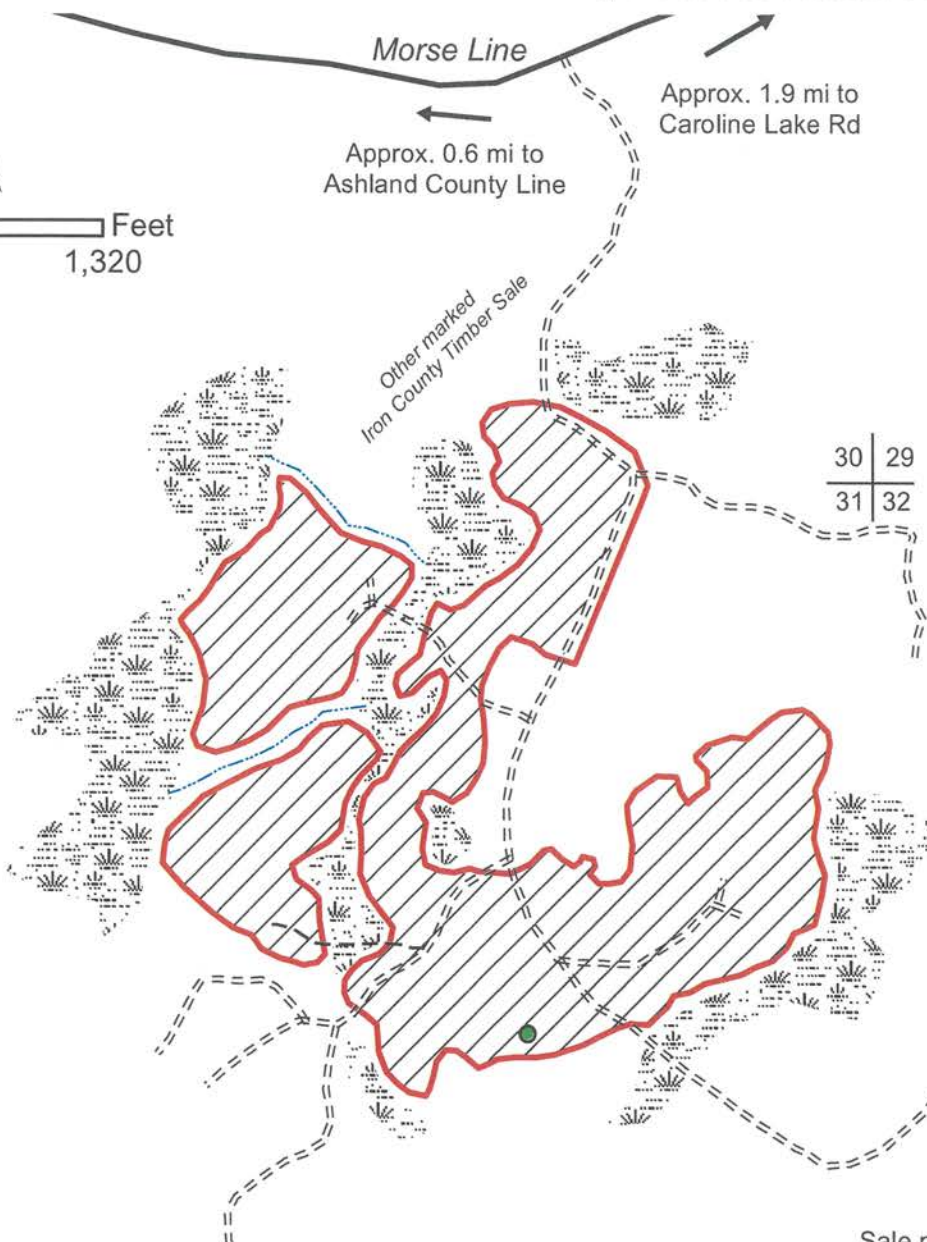 Morse Line
Approx. 1.9 mi to
Caroline Lake Rd
Approx. 0.6 mi to
Ashland County Line
Feet
1,320
Other marked
Iron County Timber Sale
30 29
31 32